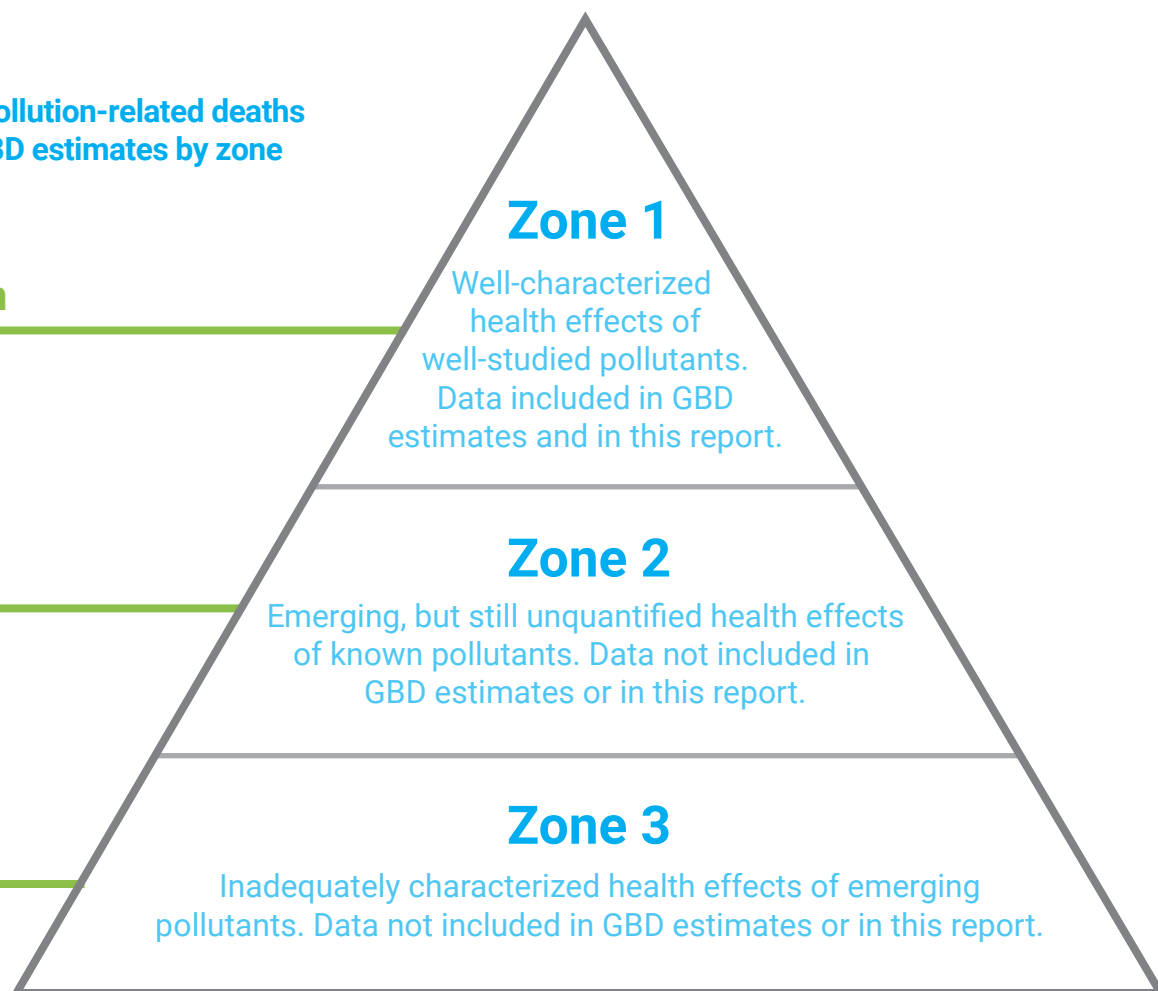 ollution-related deaths
BD estimates by zone
Zone 1
Well-characterized
health effects of
well-studied pollutants.
Data included in GBD
estimates and in this report.
Zone 2
Emerging, but still unquantified health effects
of known pollutants. Data not included in
GBD estimates or in this report.
Zone 3
Inadequately characterized health effects of emerging
pollutants. Data not included in GBD estimates or in this report.